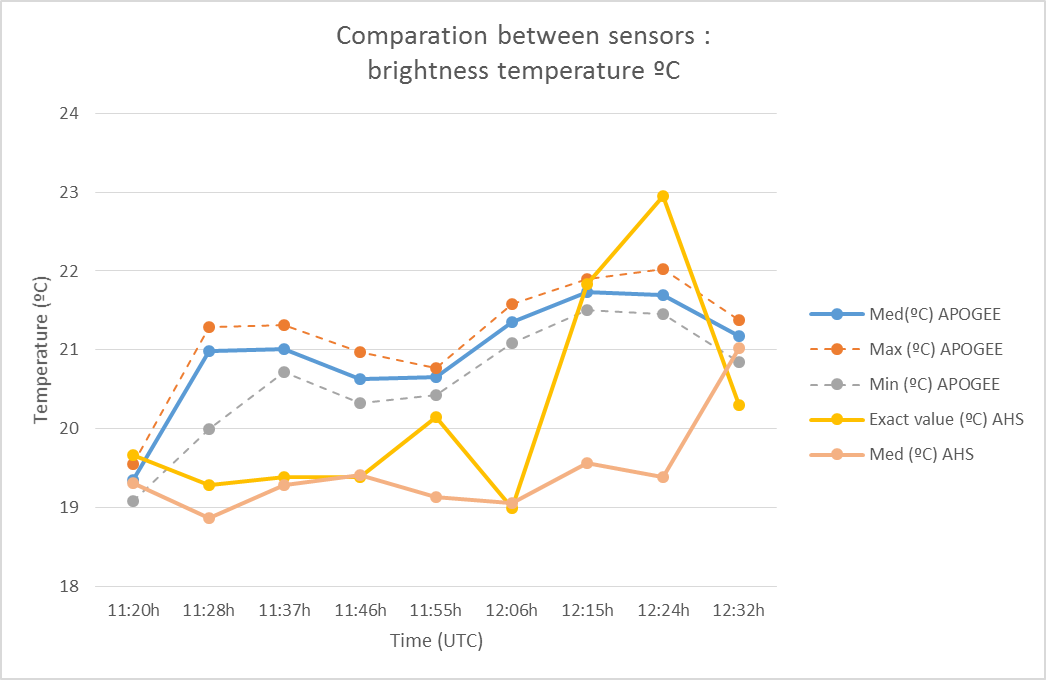 Comparation between sensors :
brightness temperature ºC
24
23
22
21
20
19
18
Temperature (ºC)
11:20h 11:28h 11:37h 11:46h 11:55h 12:06h 12:15h 12:24h 12:32h
Time (UTC)
Med(ºC) APOGEE
Max (ºC) APOGEE
Min (ºC) APOGEE
Exact value (ºC) AHS
Med (ºC) AHS